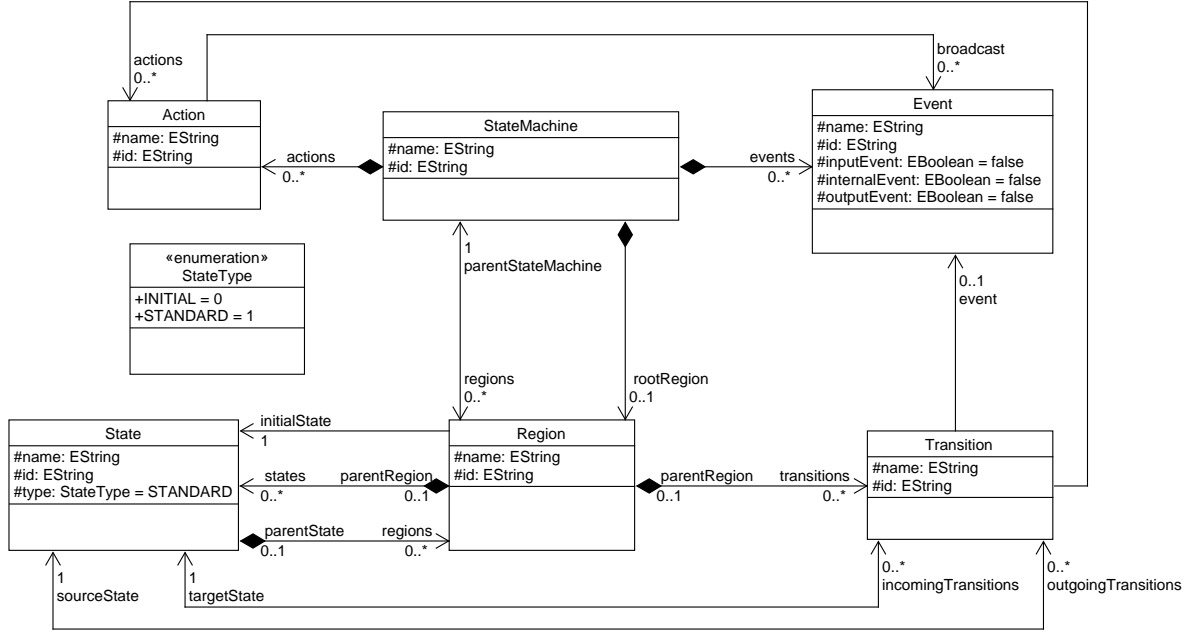 actions
0..*
broadcast
0..*
Action
#name: EString
#id: EString
actions
0..*
StateMachine
#name: EString
#id: EString
events
0..*
Event
#name: EString
#id: EString
#inputEvent: EBoolean = false
#internalEvent: EBoolean = false
#outputEvent: EBoolean = false
«enumeration»
StateType
+INITIAL = 0
+STANDARD = 1
1
parentStateMachine
0..1
event
regions
0..*
rootRegion
0..1
State
#name: EString
#id: EString
#type: StateType = STANDARD
initialState
1
states
0..*
parentRegion
0..1
parentState
0..1
regions
0..*
Region
#name: EString
#id: EString
parentRegion
0..1
transitions
0..*
Transition
#name: EString
#id: EString
1
sourceState
1
targetState
0..*
incomingTransitions
0..*
outgoingTransitions